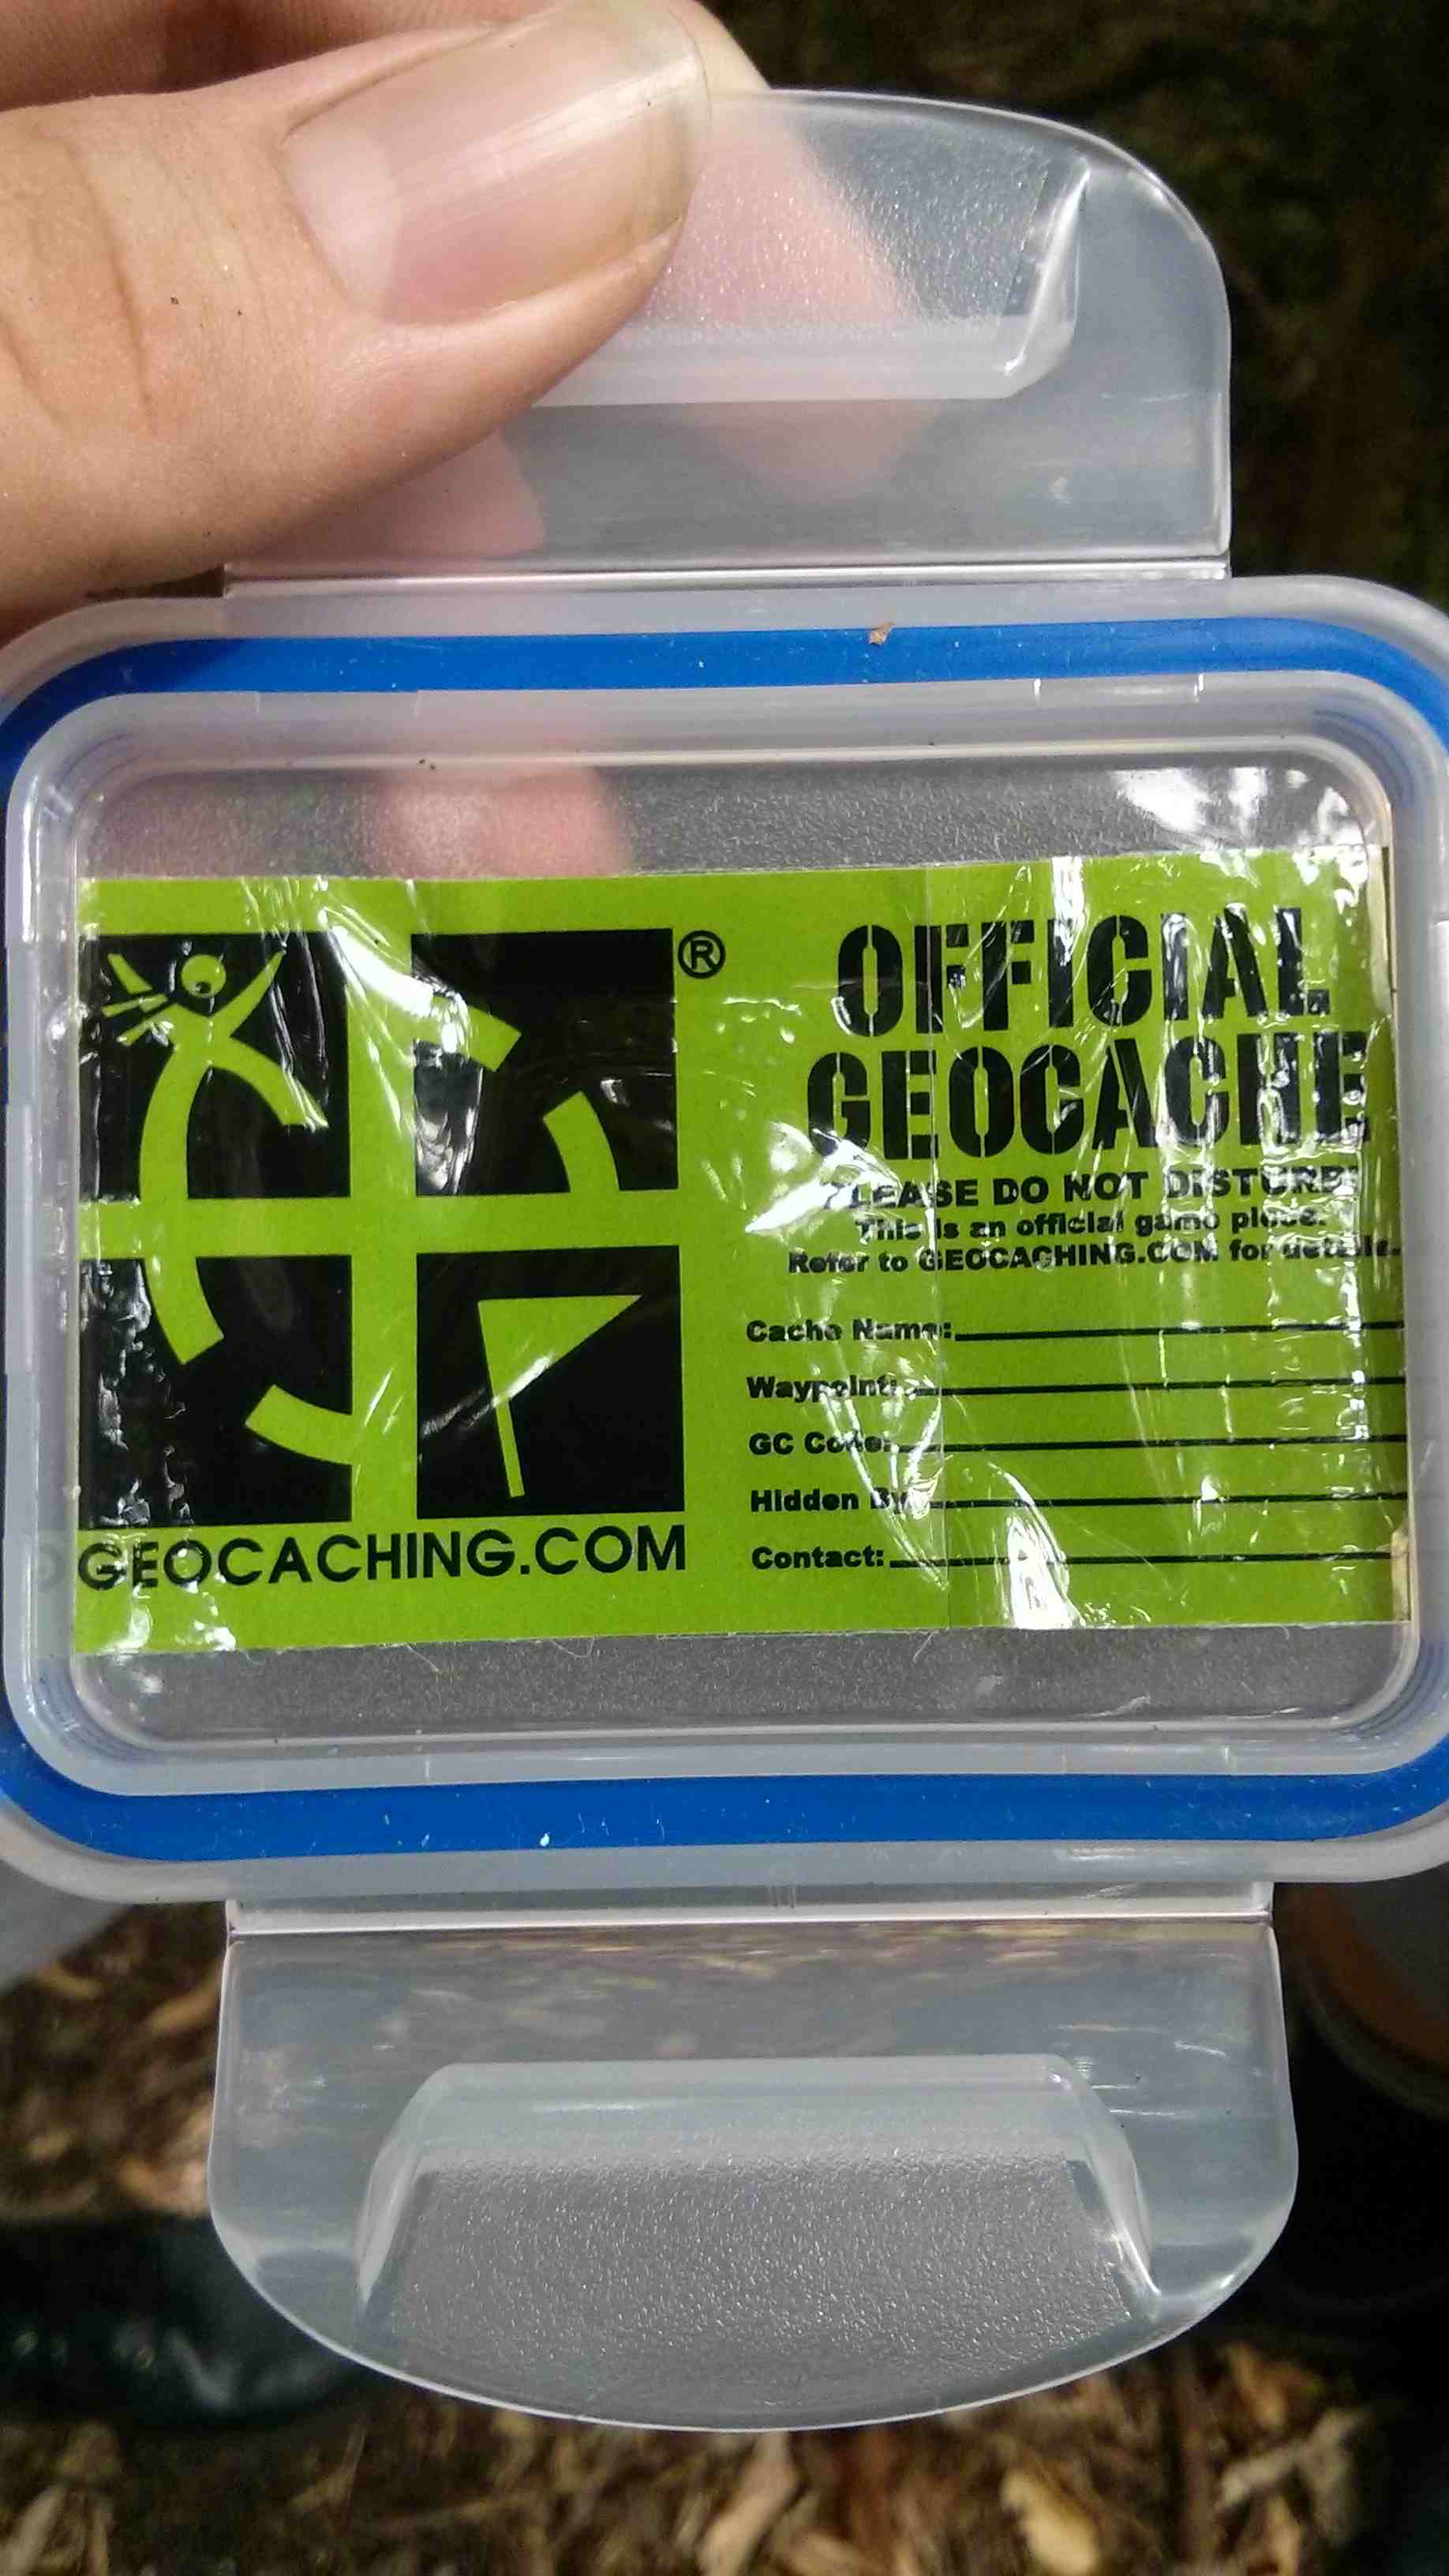 ®
OFFICIAL
GEOCACHE
PLEASE DO NOT DISTURB!
This is an official game piece.
Refer to GEOCACHING.COM for details.
Cache Name:
Waypoint:
GC Code:
Hidden By:
Contact:
GEOCACHING.COM